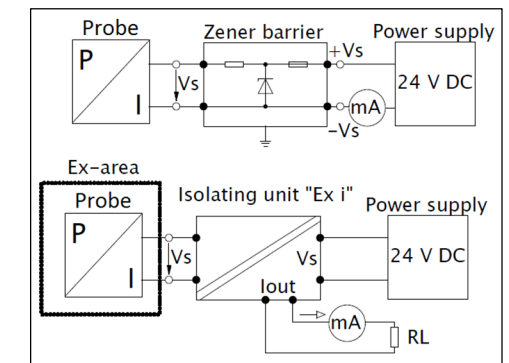 Probe
Zener barrier
Power supply
P
I
Vs
+Vs
mA
–Vs
24 V DC
Ex–area
Probe
Isolating unit "Ex i"
Power supply
P
I
Vs
Vs
Iout
24 V DC
mA
RL